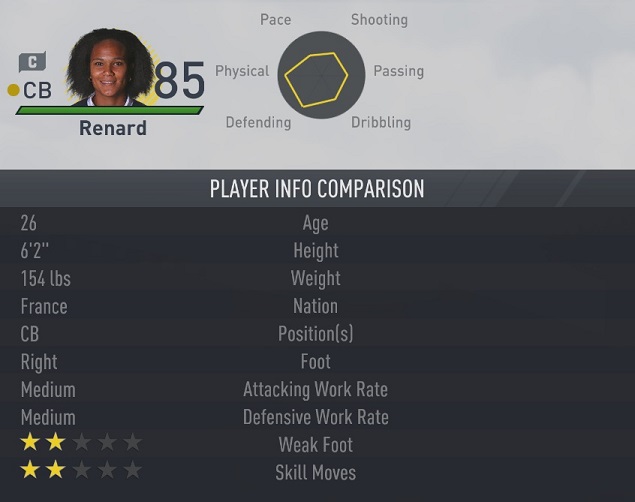 Pace Shooting
C
CB 85 Physical Passing
Renard Defending Dribbling
PLAYER INFO COMPARISON
26 Age
6'2" Height
154 lbs Weight
France Nation
CB Position(s)
Right Foot
Medium Attacking Work Rate
Medium Defensive Work Rate
Weak Foot
Skill Moves